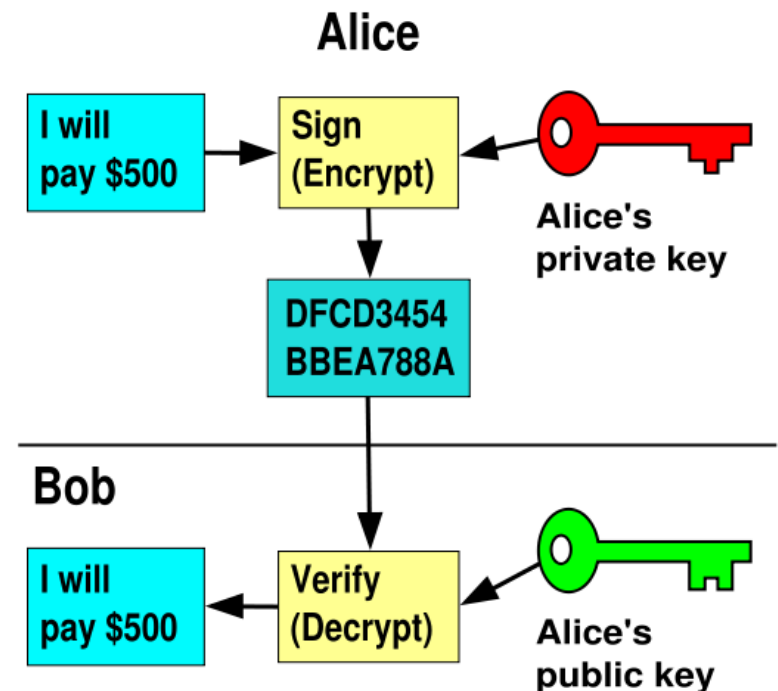 Alice
I will
pay $500
Sign
(Encrypt)
Alice's
private key
DFCD3454
BBEA788A
Bob
I will
pay $500
Verify
(Decrypt)
Alice's
public key